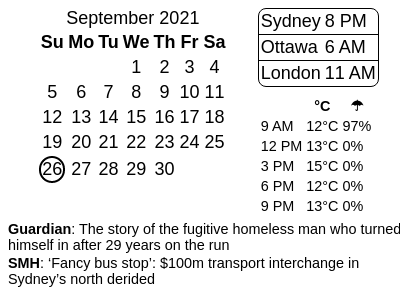 September 2021
Su Mo Tu We Th Fr Sa
1 2 3 4
5 6 7 8 9 10 11
12 13 14 15 16 17 18
19 20 21 22 23 24 25
26 27 28 29 30
Sydney 8 PM
Ottawa 6 AM
London 11 AM
°C ☂
9 AM 12°C 97%
12 PM 13°C 0%
3 PM 15°C 0%
6 PM 12°C 0%
9 PM 13°C 0%
Guardian: The story of the fugitive homeless man who turned
himself in after 29 years on the run
SMH: ‘Fancy bus stop’: $100m transport interchange in
Sydney’s north derided